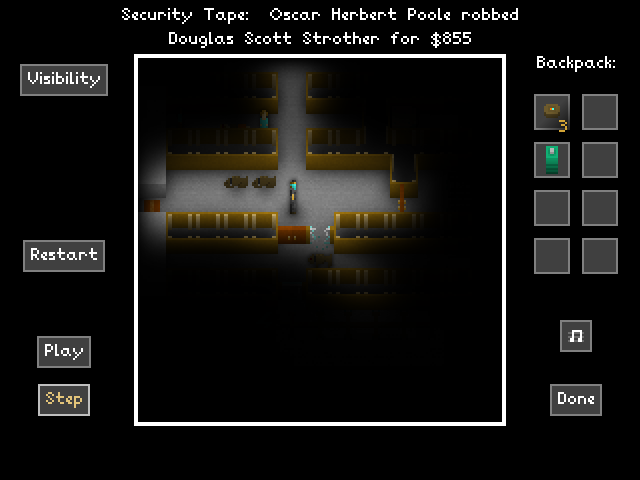 Security Tape:  Oscar Herbert Poole robbed
Douglas Scott Strother for $855
Backpack:
Visibility
3
Restart
Play
Step
Done